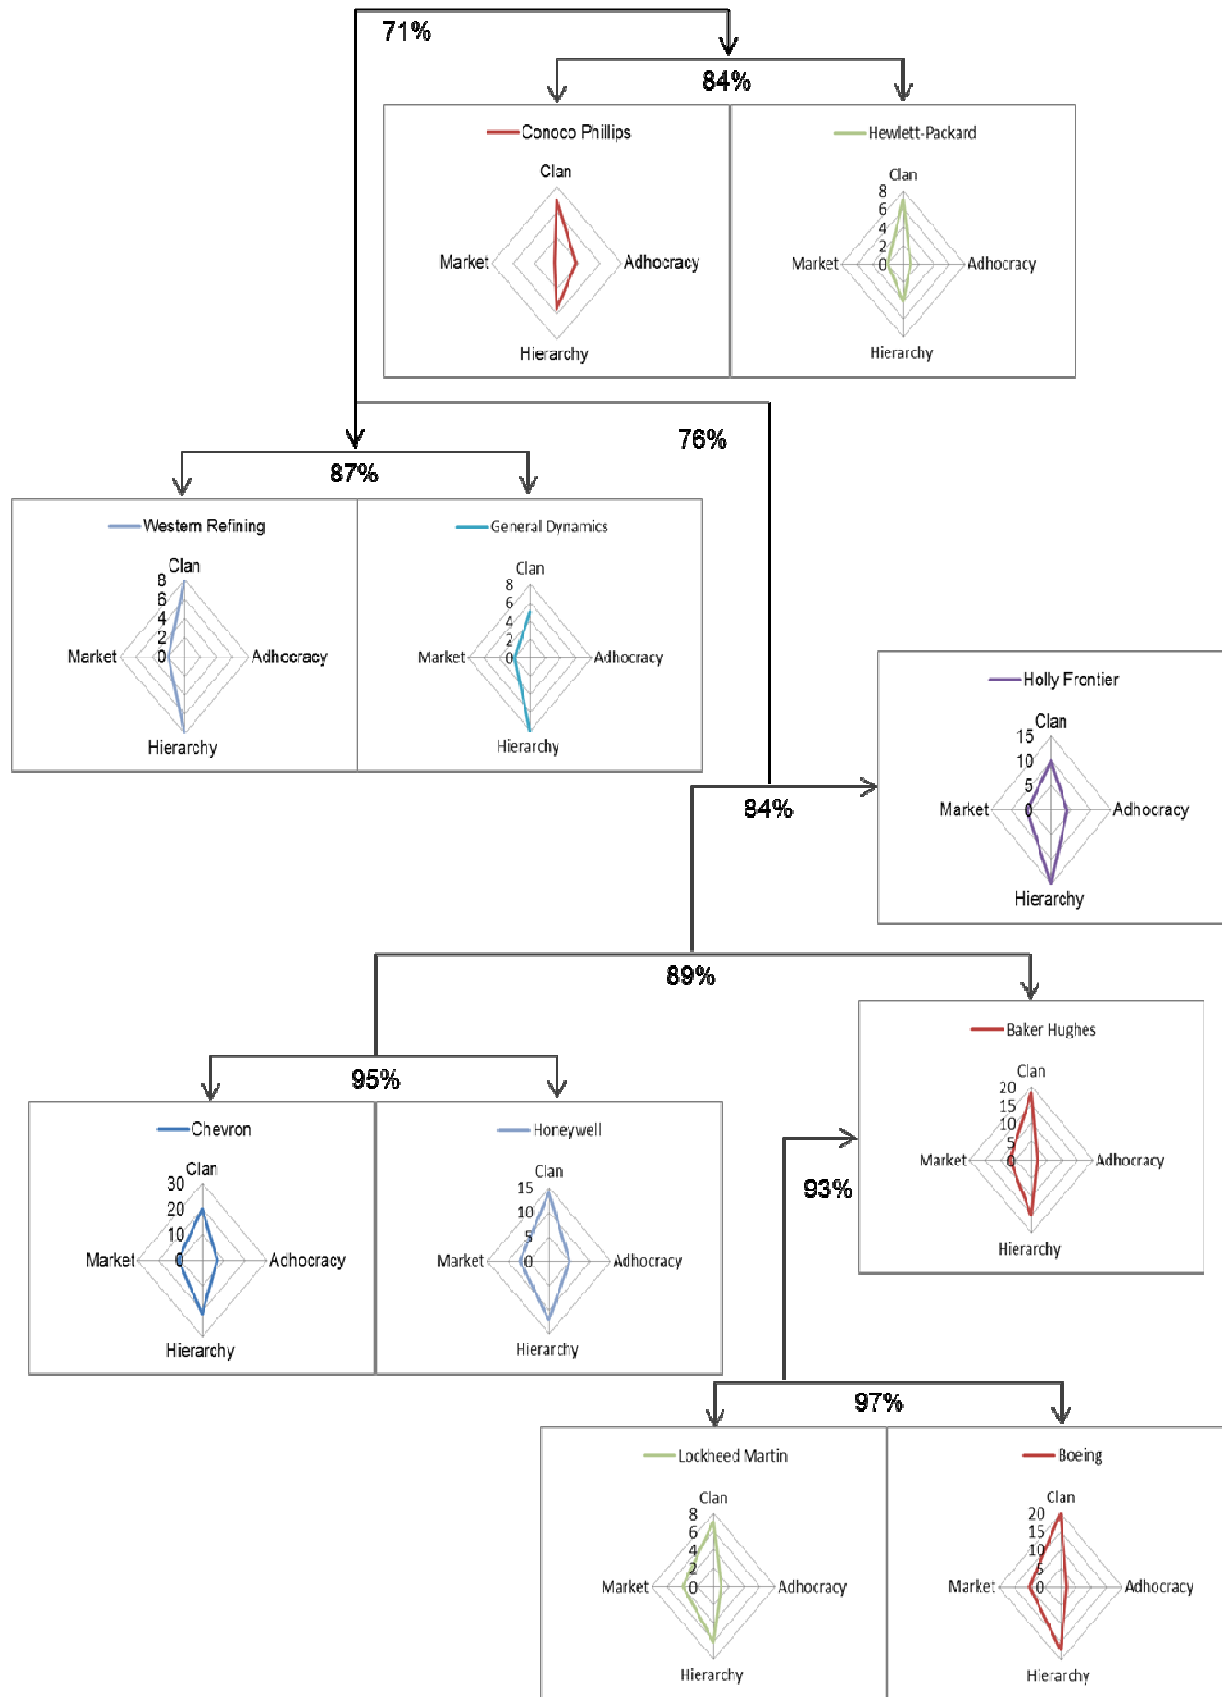 71%
84%
Conoco Phillips
Clan
Market
Adhocracy
Hierarchy
Hewlett-Packard
Clan
8
6
4
2
0
Market
Adhocracy
Hierarchy
76%
87%
Western Refining
Clan
8
6
4
2
0
Market
Adhocracy
Hierarchy
General Dynamics
Clan
8
6
4
2
0
Market
Adhocracy
Hierarchy
Holly Frontier
Clan
15
10
5
0
Market
Adhocracy
Hierarchy
84%
89%
Baker Hughes
Clan
20
15
10
5
0
Market
Adhocracy
Hierarchy
95%
Chevron
Clan
30
20
10
0
Market
Adhocracy
Hierarchy
Honeywell
Clan
15
10
5
0
Market
Adhocracy
Hierarchy
93%
97%
Lockheed Martin
Clan
8
6
4
2
0
Market
Adhocracy
Hierarchy
Boeing
Clan
20
15
10
5
0
Market
Adhocracy
Hierarchy